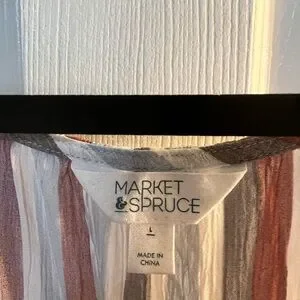 MARKET
&SPRUCE
L
MADE IN
CHINA